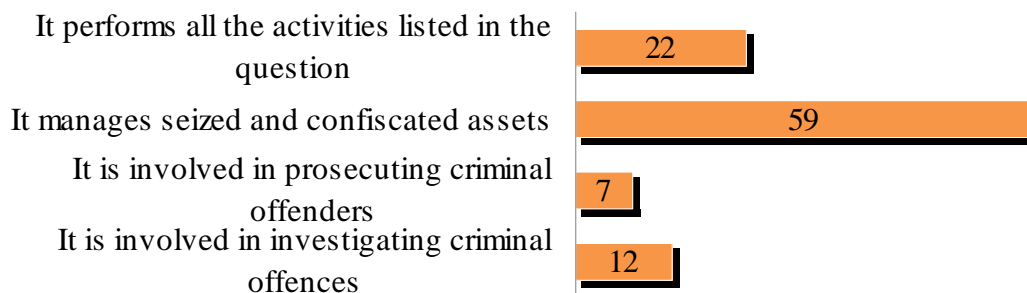 It performs all the activities listed in the
question
22
It manages seized and confiscated assets
59
It is involved in prosecuting criminal
offenders
7
It is involved in investigating criminal
offences
12